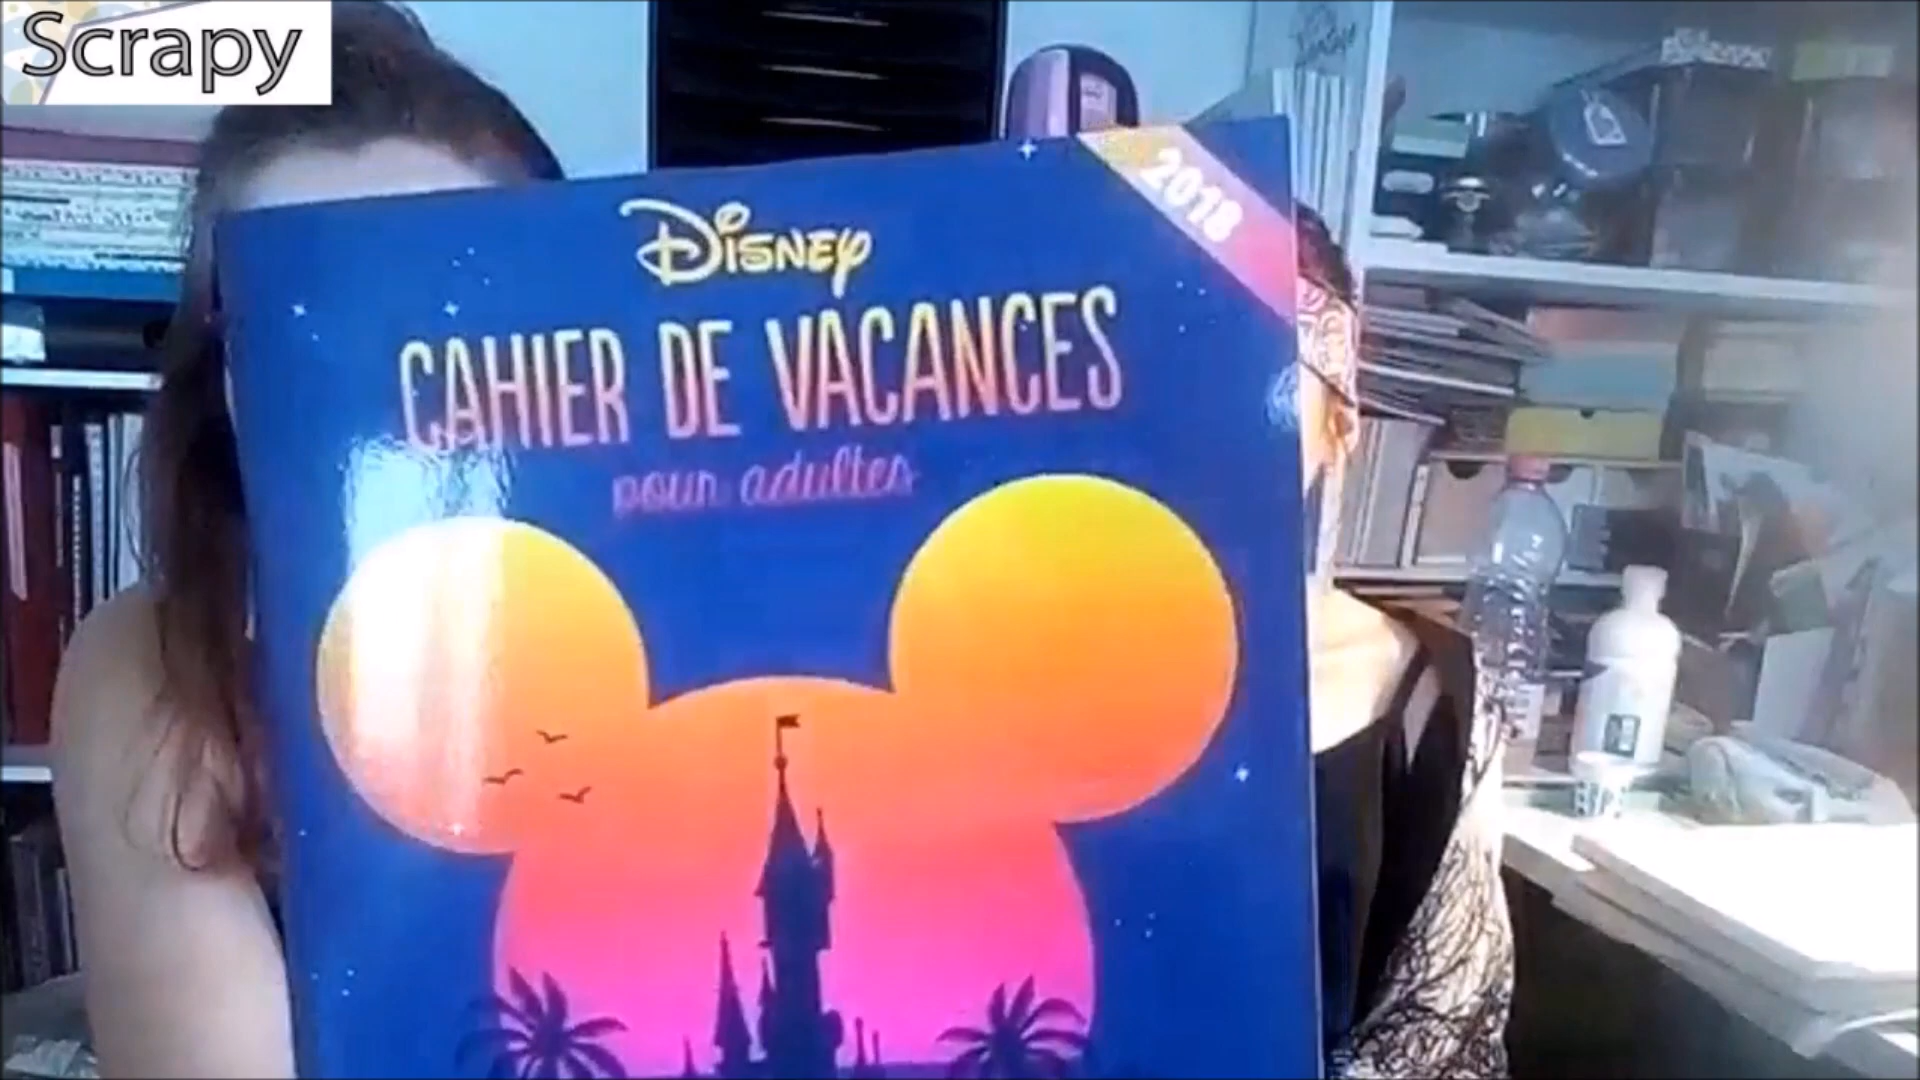 Scrapy
2018
Disney
CAHIER DE VACANCES
pour adultes